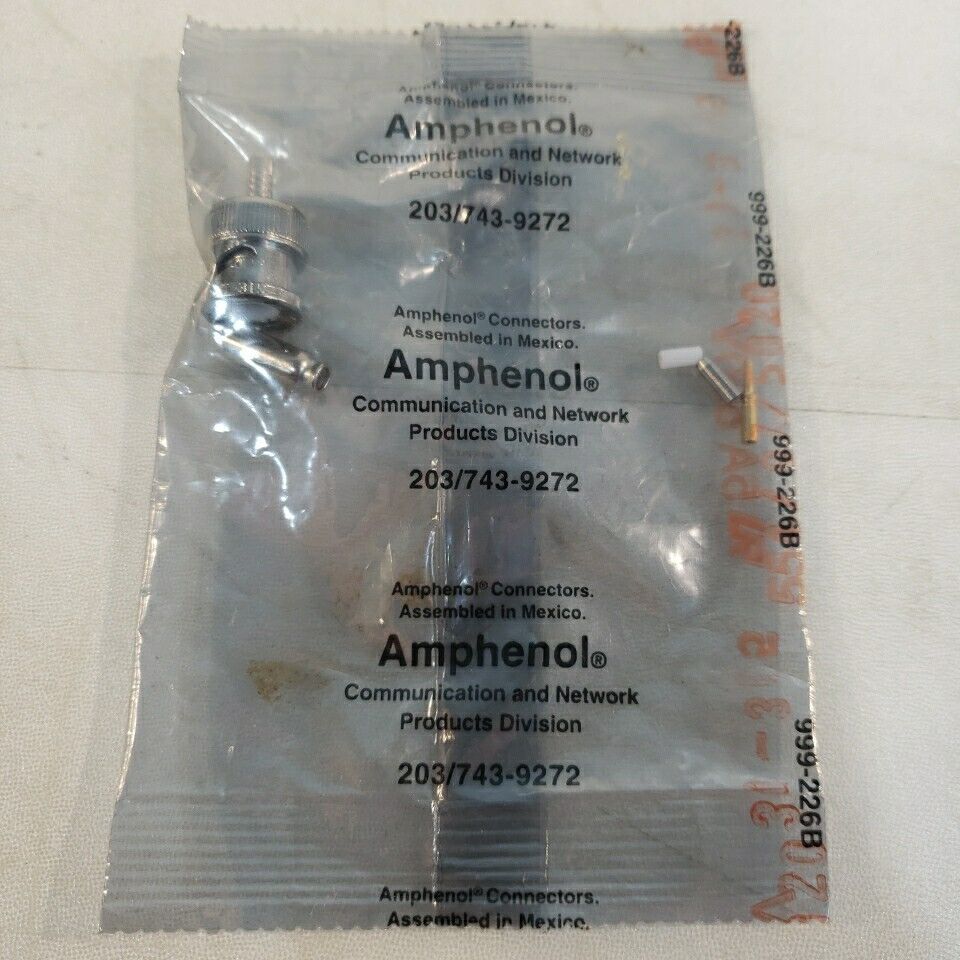 Amphenol® Connectors.
Assembled in Mexico.
Amphenol®
Communication and Network
Products Division
203/743-9272
Amphenol® Connectors.
Assembled in Mexico.
Amphenol®
Communication and Network
Products Division
203/743-9272
Amphenol® Connectors.
Assembled in Mexico.
Amphenol®
Communication and Network
Products Division
203/743-9272
Amphenol® Connectors.
Assembled in Mexico.
-226B
999-226B
999-226B
999-226B